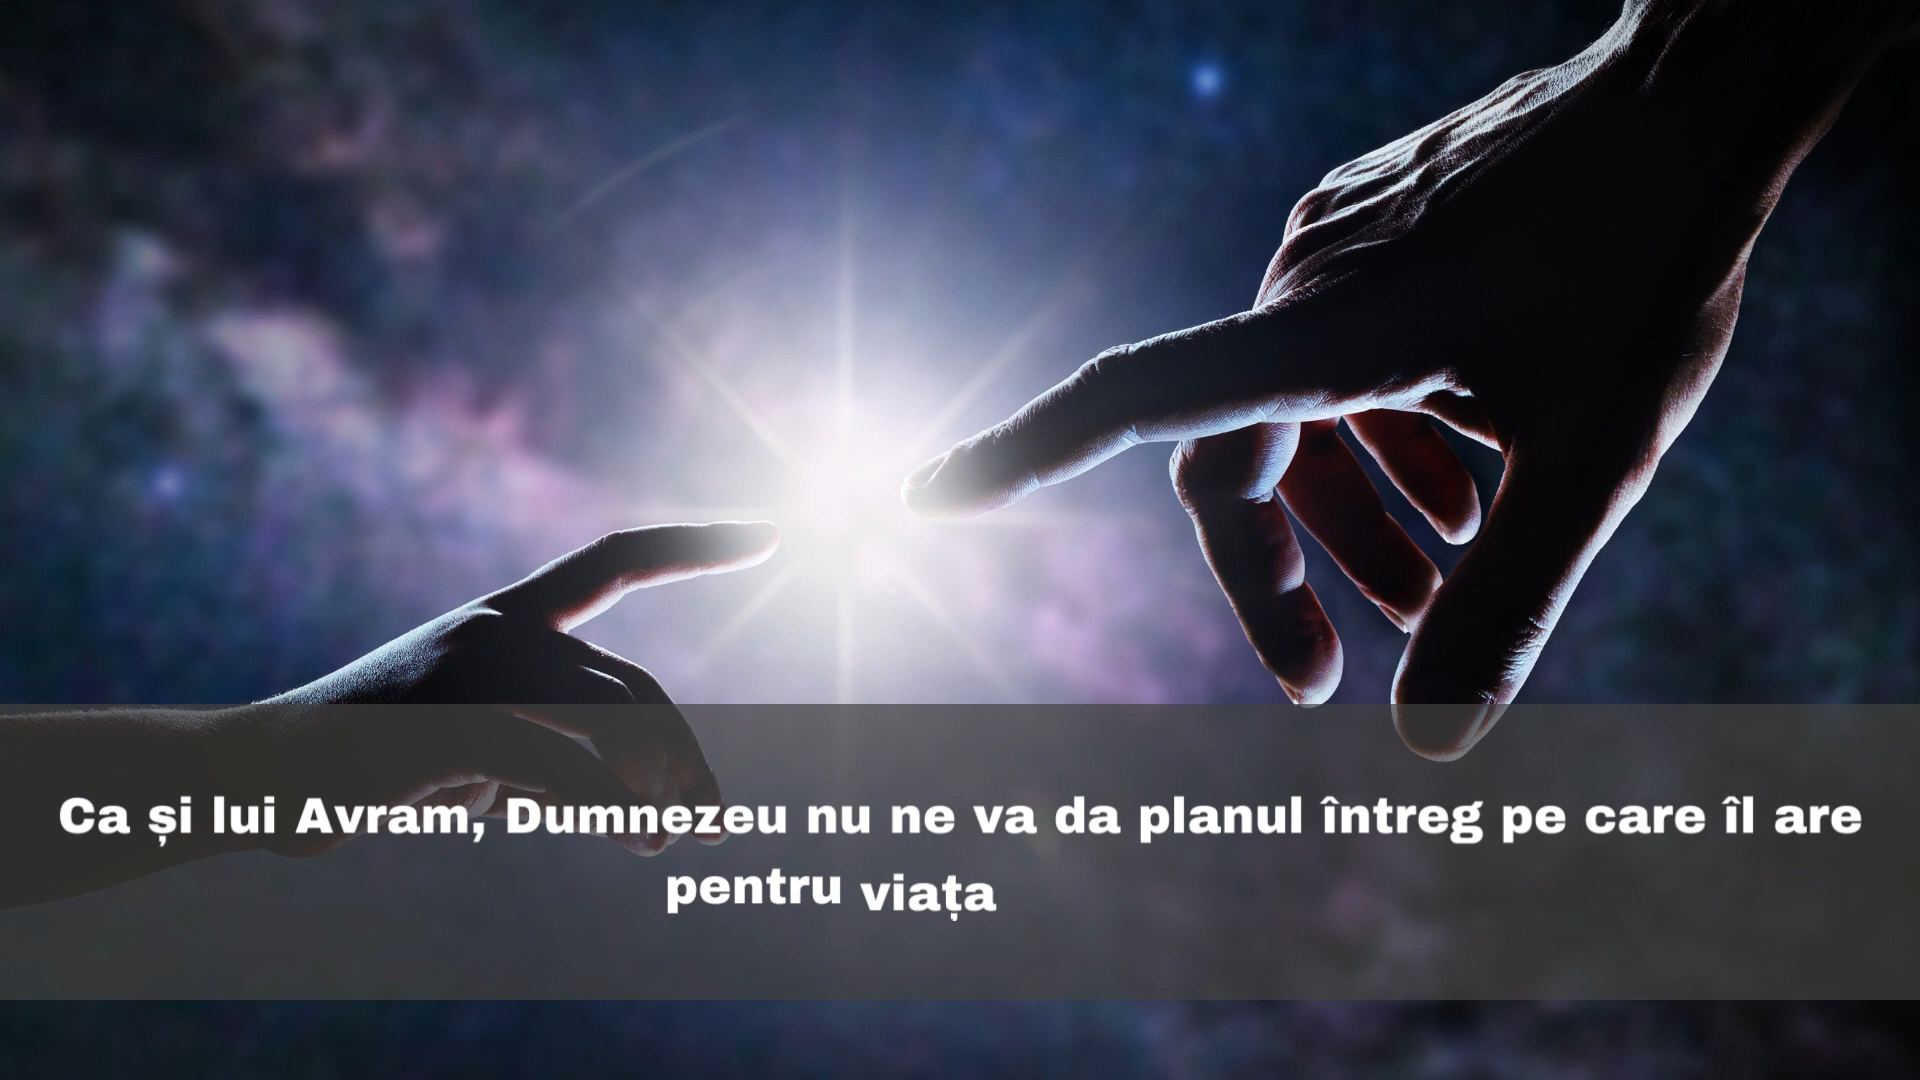 Ca și lui Avram, Dumnezeu nu ne va da planul întreg pe care îl are
pentru viața